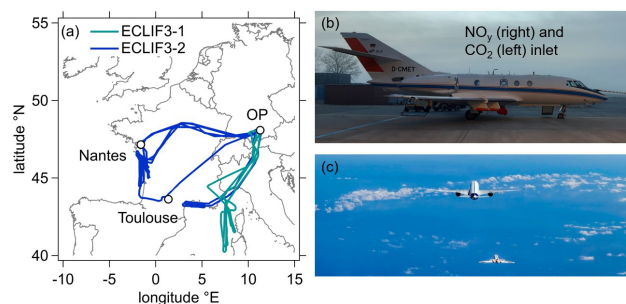 (a)
ECLIF3-1
ECLIF3-2
OP
Nantes
Toulouse
55
50
45
40
latitude °N
-10
-5
0
5
10
15
longitude °E
(b)
NOy (right) and
CO2 (left) inlet
D-CMET
(c)